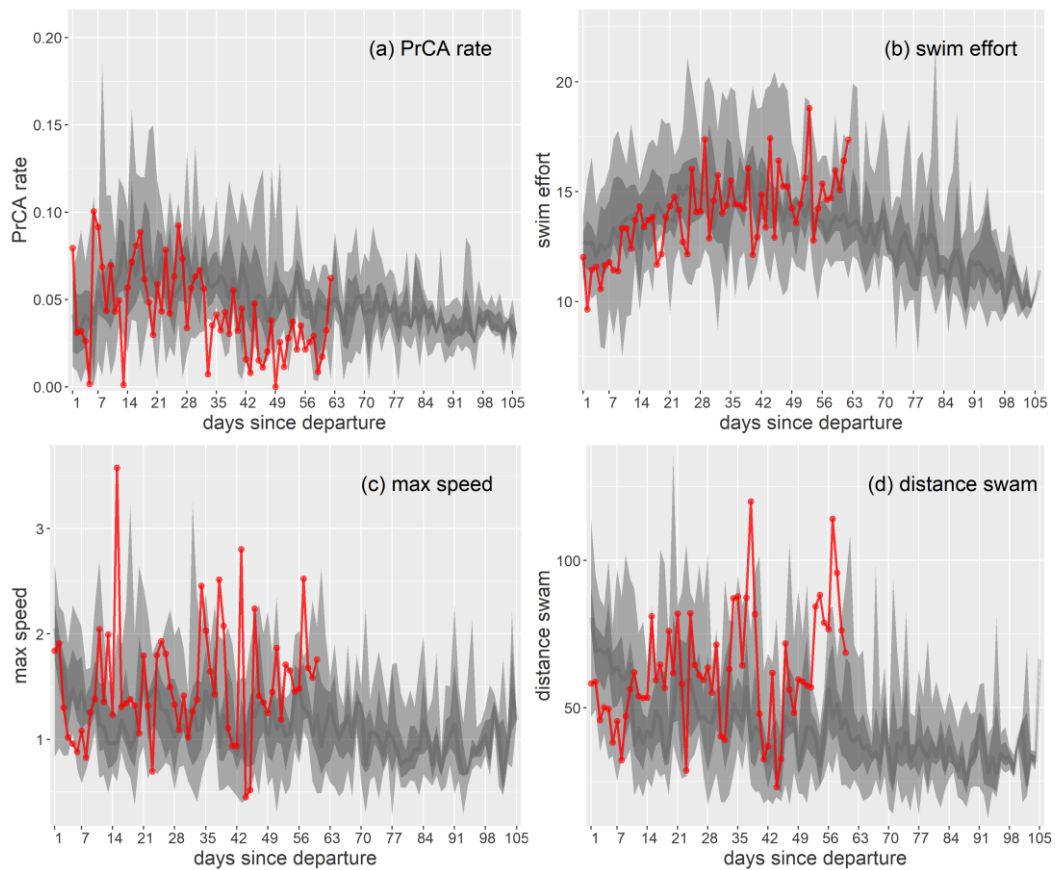 (a) PrCA rate
0.20
0.15
0.10
0.05
0.00
PrCA rate
1 7 14 21 28 35 42 49 56 63 70 77 84 91 98 105
days since departure
(b) swim effort
20
15
10
swim effort
1 7 14 21 28 35 42 49 56 63 70 77 84 91 98 105
days since departure
(c) max speed
3
2
1
max speed
1 7 14 21 28 35 42 49 56 63 70 77 84 91 98 105
days since departure
(d) distance swam
100
50
distance swam
1 7 14 21 28 35 42 49 56 63 70 77 84 91 98 105
days since departure